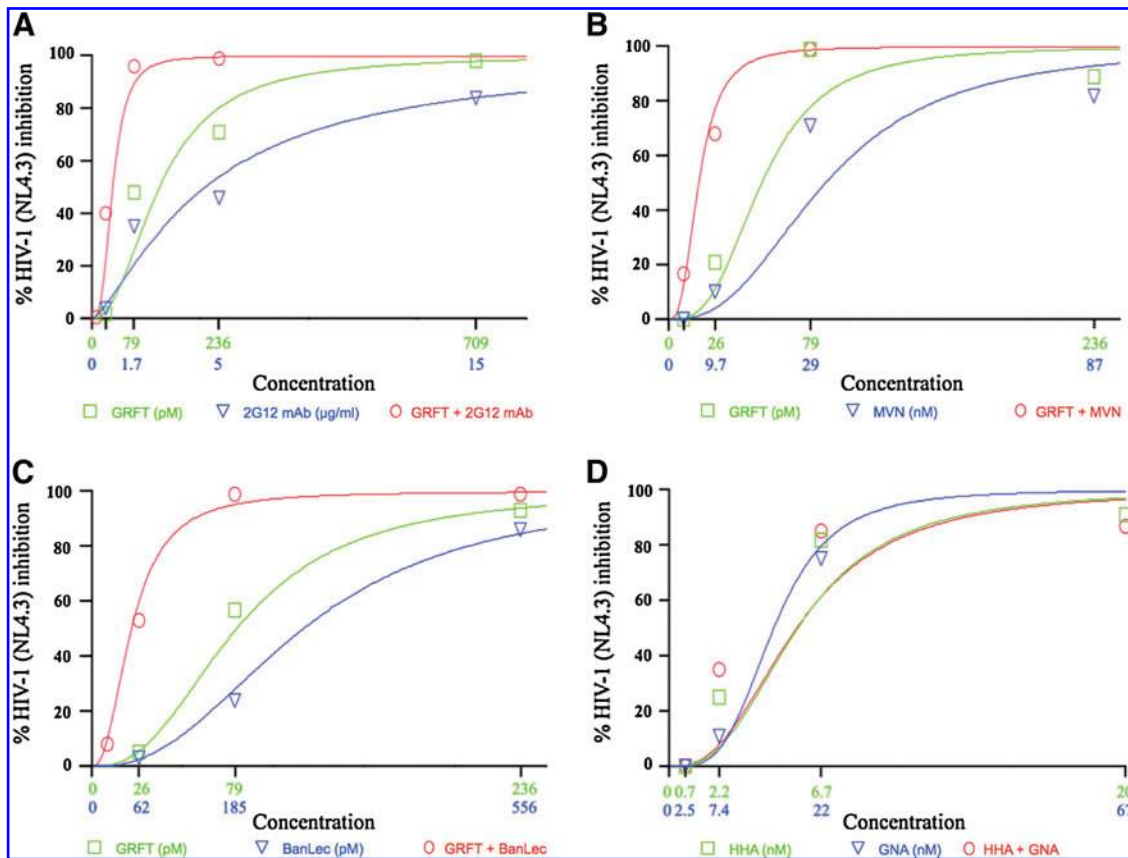 A
% HIV-1 (NL4.3) inhibition
100
80
60
40
20
0
0 79 236 709
0 1.7 5 15
Concentration
GRFT (pM) 2G12 mAb (µg/ml) GRFT + 2G12 mAb
B
% HIV-1 (NL4.3) inhibition
100
80
60
40
20
0
0 26 79 236
0 9.7 29 87
Concentration
GRFT (pM) MVN (nM) GRFT + MVN
C
% HIV-1 (NL4.3) inhibition
100
80
60
40
20
0
0 26 79 236
0 62 185 556
Concentration
GRFT (pM) BanLec (pM) GRFT + BanLec
D
% HIV-1 (NL4.3) inhibition
100
80
60
40
20
0
0 0.7 2.2 6.7 20
0 2.5 7.4 22 67
Concentration
HHA (nM) GNA (nM) HHA + GNA